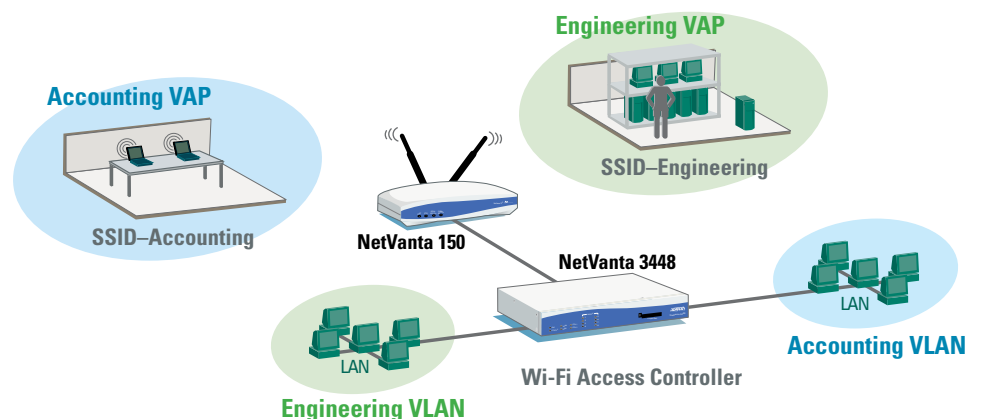 Engineering VAP
Accounting VAP
SSID–Engineering
SSID–Accounting
NetVanta 150
NetVanta 3448
LAN
Accounting VLAN
LAN
Wi-Fi Access Controller
Engineering VLAN